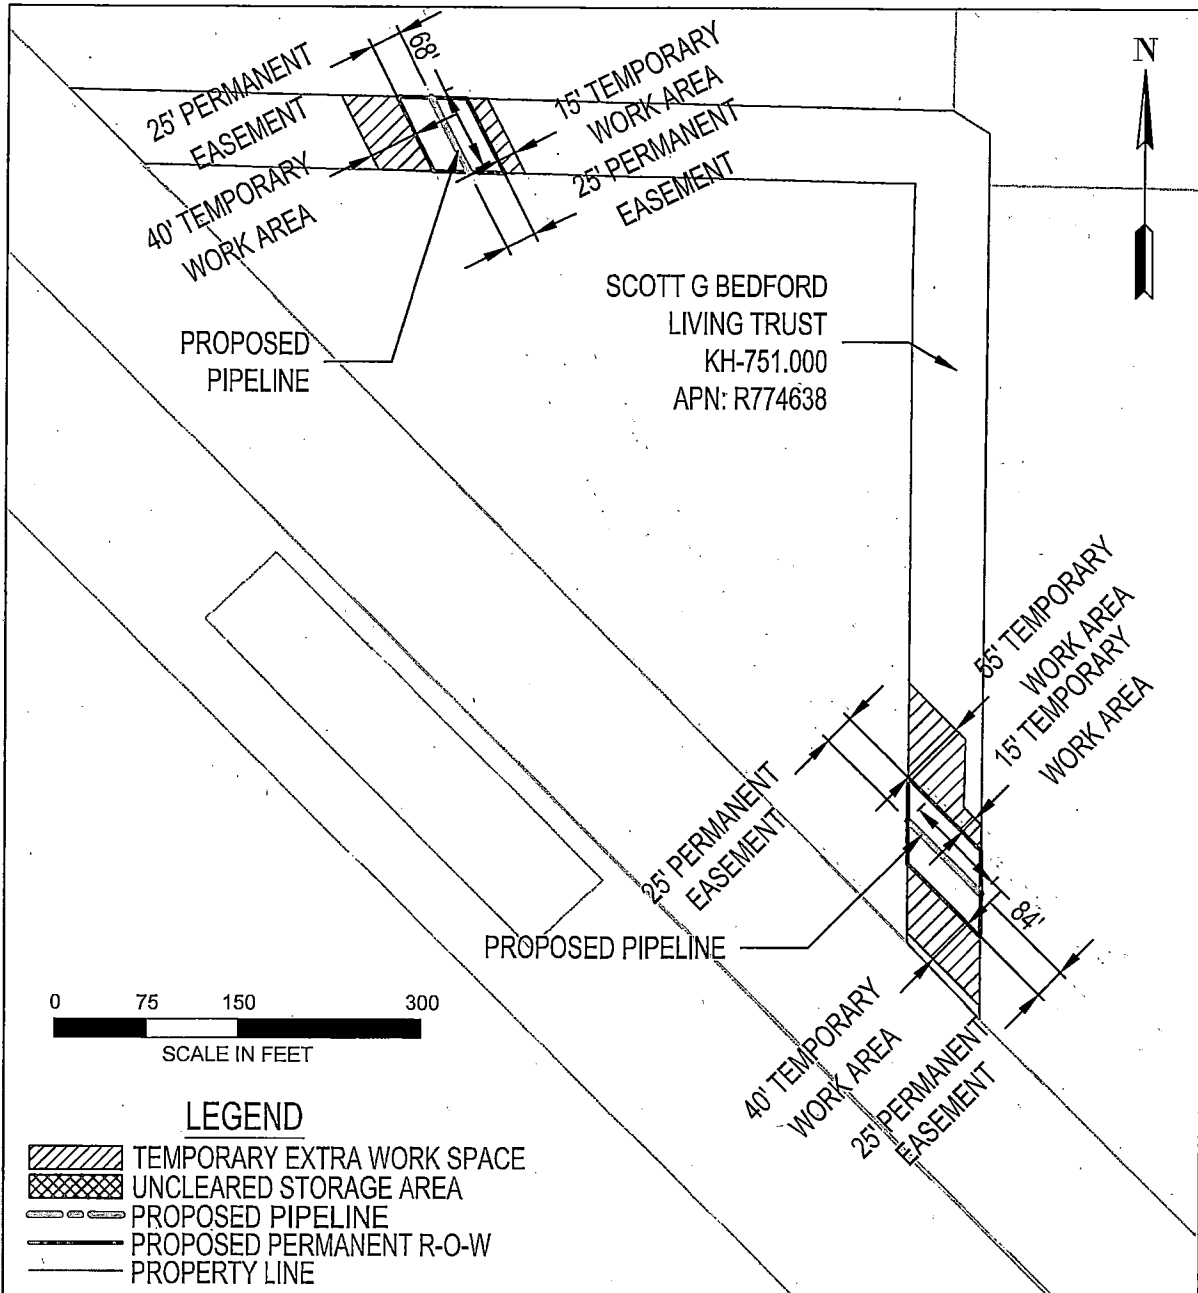 N
68'
25' PERMANENT
EASEMENT
15' TEMPORARY
WORK AREA
25' PERMANENT
EASEMENT
40' TEMPORARY
WORK AREA
PROPOSED
PIPELINE
SCOTT G BEDFORD
LIVING TRUST
KH-751.000
APN: R774638
55' TEMPORARY
WORK AREA
15' TEMPORARY
WORK AREA
25' PERMANENT
EASEMENT
84'
PROPOSED PIPELINE
40' TEMPORARY
WORK AREA
25' PERMANENT
EASEMENT
0 75 150 300
SCALE IN FEET
LEGEND
TEMPORARY EXTRA WORK SPACE
UNCLEARED STORAGE AREA
PROPOSED PIPELINE
PROPOSED PERMANENT R-O-W
PROPERTY LINE